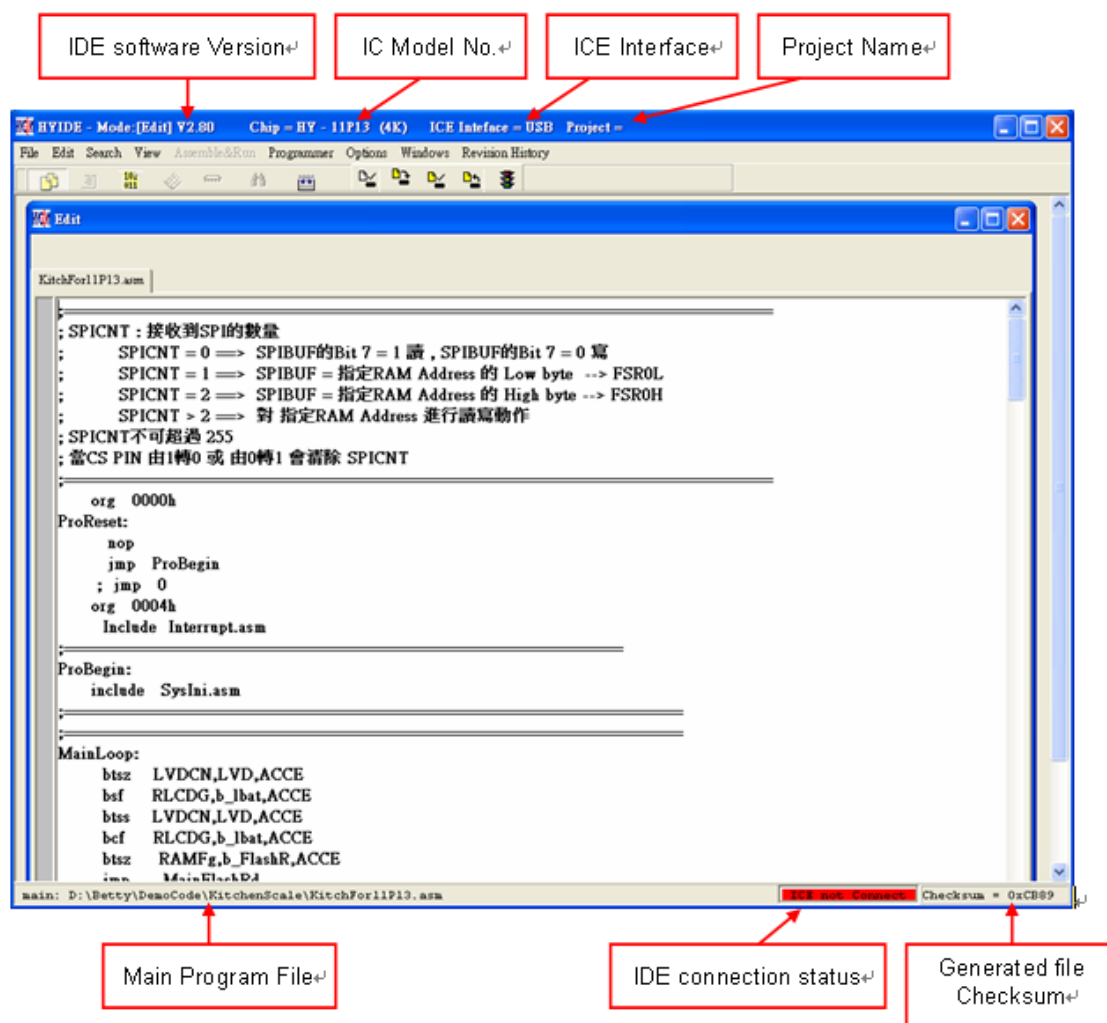 IDE software Version↵
IC Model No.↵
ICE Interface↵
Project Name↵
HYIDE - Mode:[Edit] V2.80 Chip = HY - 11P13 (4K) ICE Inteface = USB Project =
File Edit Search View Assemble&Run Programmer Options Windows Revision History
Edit
KitchFor11P13.asm
;==========
; SPICNT : 接收到SPI的數量
; SPICNT = 0 ==> SPIBUF的Bit 7 = 1 讀 , SPIBUF的Bit 7 = 0 寫
; SPICNT = 1 ==> SPIBUF = 指定RAM Address 的 Low byte --> FSR0L
; SPICNT = 2 ==> SPIBUF = 指定RAM Address 的 High byte --> FSR0H
; SPICNT > 2 ==> 對 指定RAM Address 進行讀寫動作
; SPICNT不可超過 255
; 當CS PIN 由1轉0 或 由0轉1 會清除 SPICNT
;==========
org 0000h
ProReset:
nop
jmp ProBegin
; jmp 0
org 0004h
Include Interrupt.asm
;==========
ProBegin:
include SysIni.asm
;==========
;==========
MainLoop:
btsz LVDCN,LVD,ACCE
bsf RLCDG,b_lbat,ACCE
btss LVDCN,LVD,ACCE
bcf RLCDG,b_lbat,ACCE
btsz RAMFg,b_FlashR,ACCE
jmp MainFlashRd
main: D:\Betty\DemoCode\KitchenScale\KitchFor11P13.asm
ICE not Connect
Checksum = 0xCB89
Main Program File↵
IDE connection status↵
Generated file
Checksum↵